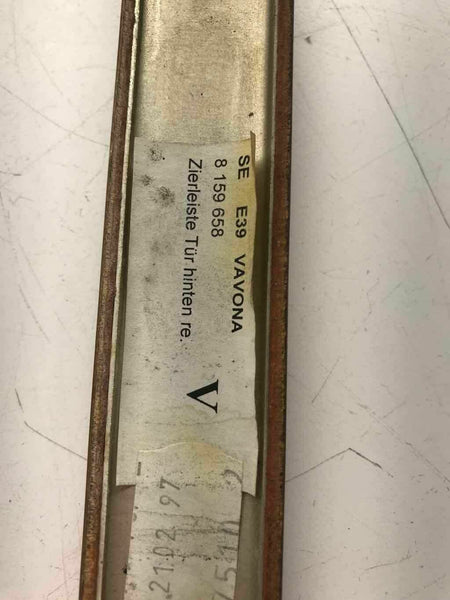 SE E39 VAVONA
8 159 658
Zierleiste Tür hinten re.
V